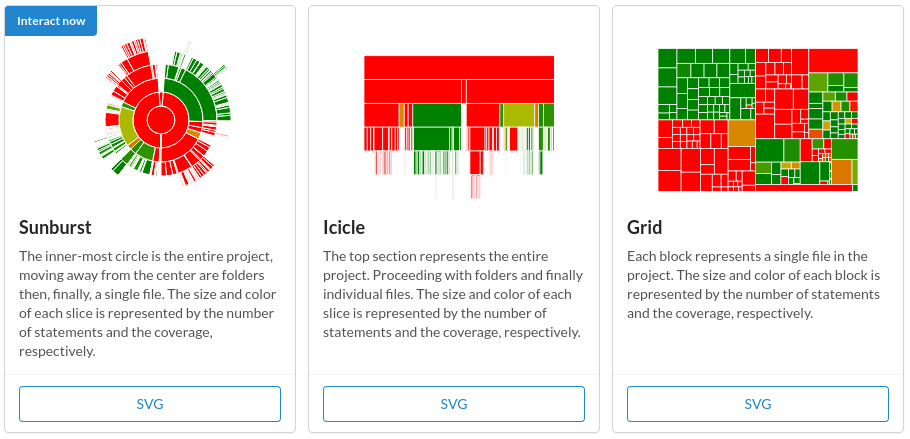 Interact now
Sunburst
The inner-most circle is the entire project,
moving away from the center are folders
then, finally, a single file. The size and color
of each slice is represented by the number
of statements and the coverage,
respectively.
SVG
Icicle
The top section represents the entire
project. Proceeding with folders and finally
individual files. The size and color of each
slice is represented by the number of
statements and the coverage, respectively.
SVG
Grid
Each block represents a single file in the
project. The size and color of each block is
represented by the number of statements
and the coverage, respectively.
SVG